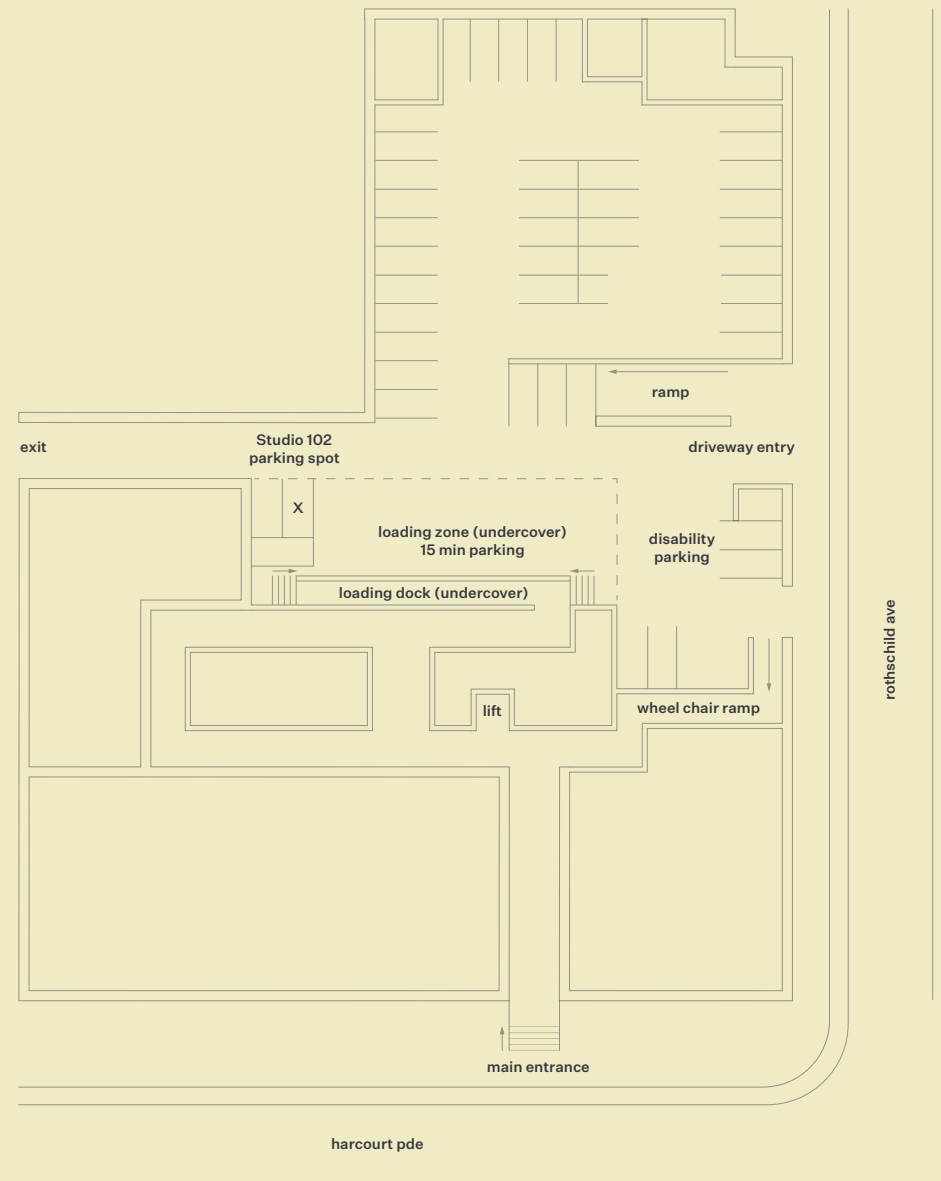 ramp
exit
Studio 102
parking spot
driveway entry
X
loading zone (undercover)
15 min parking
disability
parking
loading dock (undercover)
rothschild ave
lift
wheel chair ramp
main entrance
harcourt pde